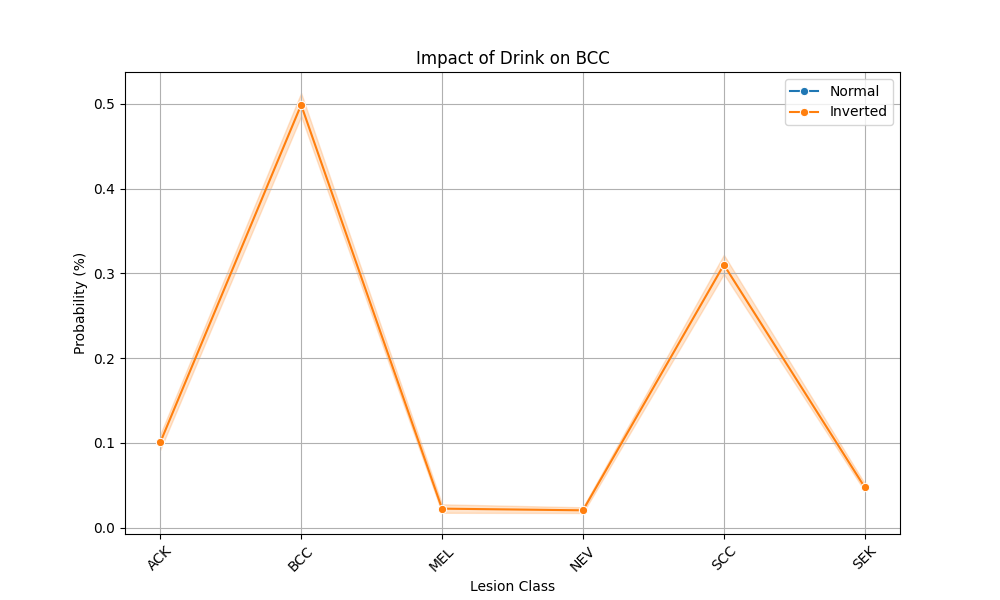 Impact of Drink on BCC
Normal
Inverted
Probability (%)
0.5
0.4
0.3
0.2
0.1
0.0
ACK
BCC
MEL
NEV
SCC
SEK
Lesion Class